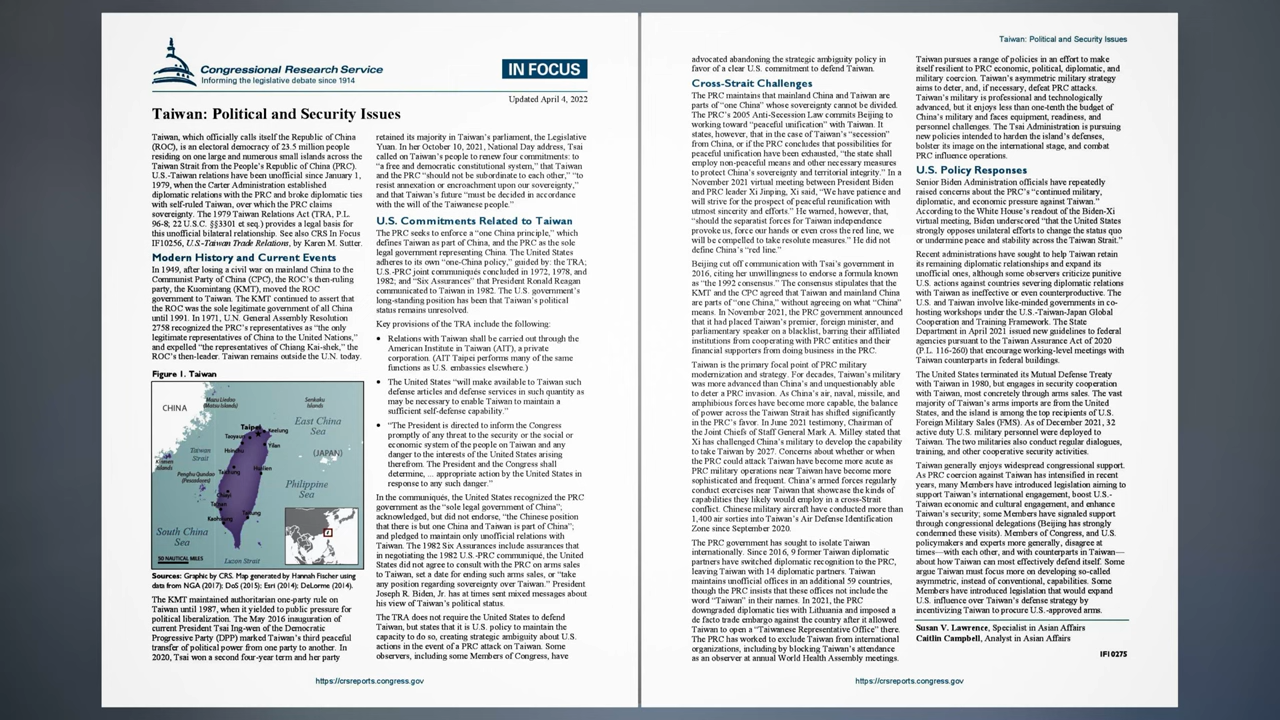 Congressional Research Service
Informing the legislative debate since 1914
IN FOCUS
Updated April 4, 2022
Taiwan: Political and Security Issues
Taiwan, which officially calls itself the Republic of China
(ROC), is an electoral democracy of 23.5 million people
residing on one large and numerous small islands across the
Taiwan Strait from the People's Republic of China (PRC).
U.S.-Taiwan relations have been unofficial since January 1,
1979, when the Carter Administration established
diplomatic relations with the PRC and broke diplomatic ties
with self-ruled Taiwan, over which the PRC claims
sovereignty. The 1979 Taiwan Relations Act (TRA, P.L.
96-8; 22 U.S.C. §§3301 et seq.) provides a legal basis for
this unofficial bilateral relationship. See also CRS In Focus
IF10256, U.S-Taiwan Trade Relations, by Karen M. Sutter.
Modern History and Current Events
In 1949, after losing a civil war on mainland China to the
Communist Party of China (CPC), the ROC's then-ruling
party, the Kuomintang (KMT), moved the ROC
government to Taiwan. The KMT continued to assert that
the ROC was the sole legitimate government of all China
until 1991. In 1971, U.N. General Assembly Resolution
2758 recognized the PRC's representatives as "the only
legitimate representatives of China to the United Nations,"
and expelled "the representatives of Chiang Kai-shek," the
ROC's then-leader. Taiwan remains outside the U.N. today.
Figure 1. Taiwan
CHINA
Mazu Liedao
(Matsu Islands)
Senkaku
Islands
East China
Sea
(JAPAN)
Taipei
Keelung
Taoyuan
Yilan
Hsinchu
Taiwan
Strait
Kinmen
Islands
Penghu Qundao
(Pescadores)
Taichung
Hualien
Chiayi
Tainan
Taitung
Kaohsiung
Philippine
Sea
South China
Sea
50 NAUTICAL MILES
Luzon Strait
Sources: Graphic by CRS. Map generated by Hannah Fischer using
data from NGA (2017); DoS (2015); Esri (2014); DeLorme (2014).
The KMT maintained authoritarian one-party rule on
Taiwan until 1987, when it yielded to public pressure for
political liberalization. The May 2016 inauguration of
current President Tsai Ing-wen of the Democratic
Progressive Party (DPP) marked Taiwan's third peaceful
transfer of political power from one party to another. In
2020, Tsai won a second four-year term and her party
retained its majority in Taiwan's parliament, the Legislative
Yuan. In her October 10, 2021, National Day address, Tsai
called on Taiwan's people to renew four commitments: to
"a free and democratic constitutional system," that Taiwan
and the PRC "should not be subordinate to each other," "to
resist annexation or encroachment upon our sovereignty,"
and that Taiwan's future "must be decided in accordance
with the will of the Taiwanese people."
U.S. Commitments Related to Taiwan
The PRC seeks to enforce a "one China principle," which
defines Taiwan as part of China, and the PRC as the sole
legal government representing China. The United States
adheres to its own "one-China policy," guided by: the TRA;
U.S.-PRC joint communiqués concluded in 1972, 1978, and
1982; and "Six Assurances" that President Ronald Reagan
communicated to Taiwan in 1982. The U.S. government's
long-standing position has been that Taiwan's political
status remains unresolved.
Key provisions of the TRA include the following:
• Relations with Taiwan shall be carried out through the
American Institute in Taiwan (AIT), a private
corporation. (AIT Taipei performs many of the same
functions as U.S. embassies elsewhere.)
• The United States "will make available to Taiwan such
defense articles and defense services in such quantity as
may be necessary to enable Taiwan to maintain a
sufficient self-defense capability."
• "The President is directed to inform the Congress
promptly of any threat to the security or the social or
economic system of the people on Taiwan and any
danger to the interests of the United States arising
therefrom. The President and the Congress shall
determine, ... appropriate action by the United States in
response to any such danger."
In the communiqués, the United States recognized the PRC
government as the "sole legal government of China";
acknowledged, but did not endorse, "the Chinese position
that there is but one China and Taiwan is part of China";
and pledged to maintain only unofficial relations with
Taiwan. The 1982 Six Assurances include assurances that
in negotiating the 1982 U.S.-PRC communiqué, the United
States did not agree to consult with the PRC on arms sales
to Taiwan, set a date for ending such arms sales, or "take
any position regarding sovereignty over Taiwan." President
Joseph R. Biden, Jr. has at times sent mixed messages about
his view of Taiwan's political status.
The TRA does not require the United States to defend
Taiwan, but states that it is U.S. policy to maintain the
capacity to do so, creating strategic ambiguity about U.S.
actions in the event of a PRC attack on Taiwan. Some
observers, including some Members of Congress, have
https://crsreports.congress.gov
Taiwan: Political and Security Issues
advocated abandoning the strategic ambiguity policy in
favor of a clear U.S. commitment to defend Taiwan.
Cross-Strait Challenges
The PRC maintains that mainland China and Taiwan are
parts of "one China" whose sovereignty cannot be divided.
The PRC's 2005 Anti-Secession Law commits Beijing to
working toward "peaceful unification" with Taiwan. It
states, however, that in the case of Taiwan's "secession"
from China, or if the PRC concludes that possibilities for
peaceful unification have been exhausted, "the state shall
employ non-peaceful means and other necessary measures
to protect China's sovereignty and territorial integrity." In a
November 2021 virtual meeting between President Biden
and PRC leader Xi Jinping, Xi said, "We have patience and
will strive for the prospect of peaceful reunification with
utmost sincerity and efforts." He warned, however, that,
"should the separatist forces for Taiwan independence
provoke us, force our hands or even cross the red line, we
will be compelled to take resolute measures." He did not
define China's "red line."
Beijing cut off communication with Tsai's government in
2016, citing her unwillingness to endorse a formula known
as "the 1992 consensus." The consensus stipulates that the
KMT and the CPC agreed that Taiwan and mainland China
are parts of "one China," without agreeing on what "China"
means. In November 2021, the PRC government announced
that it had placed Taiwan's premier, foreign minister, and
parliamentary speaker on a blacklist, barring their affiliated
institutions from cooperating with PRC entities and their
financial supporters from doing business in the PRC.
Taiwan is the primary focal point of PRC military
modernization and strategy. For decades, Taiwan's military
was more advanced than China's and unquestionably able
to deter a PRC invasion. As China's air, naval, missile, and
amphibious forces have become more capable, the balance
of power across the Taiwan Strait has shifted significantly
in the PRC's favor. In June 2021 testimony, Chairman of
the Joint Chiefs of Staff General Mark A. Milley stated that
Xi has challenged China's military to develop the capability
to take Taiwan by 2027. Concerns about whether or when
the PRC could attack Taiwan have become more acute as
PRC military operations near Taiwan have become more
sophisticated and frequent. China's armed forces regularly
conduct exercises near Taiwan that showcase the kinds of
capabilities they likely would employ in a cross-Strait
conflict. Chinese military aircraft have conducted more than
1,400 air sorties into Taiwan's Air Defense Identification
Zone since September 2020.
The PRC government has sought to isolate Taiwan
internationally. Since 2016, 9 former Taiwan diplomatic
partners have switched diplomatic recognition to the PRC,
leaving Taiwan with 14 diplomatic partners. Taiwan
maintains unofficial offices in an additional 59 countries,
though the PRC insists that these offices not include the
word "Taiwan" in their names. In 2021, the PRC
downgraded diplomatic ties with Lithuania and imposed a
de facto trade embargo against the country after it allowed
Taiwan to open a "Taiwanese Representative Office" there.
The PRC has worked to exclude Taiwan from international
organizations, including by blocking Taiwan's attendance
as an observer at annual World Health Assembly meetings.
Taiwan pursues a range of policies in an effort to make
itself resilient to PRC economic, political, diplomatic, and
military coercion. Taiwan's asymmetric military strategy
aims to deter, and, if necessary, defeat PRC attacks.
Taiwan's military is professional and technologically
advanced, but it enjoys less than one-tenth the budget of
China's military and faces equipment, readiness, and
personnel challenges. The Tsai Administration is pursuing
new policies intended to harden the island's defenses,
bolster its image on the international stage, and combat
PRC influence operations.
U.S. Policy Responses
Senior Biden Administration officials have repeatedly
raised concerns about the PRC's "continued military,
diplomatic, and economic pressure against Taiwan."
According to the White House's readout of the Biden-Xi
virtual meeting, Biden underscored "that the United States
strongly opposes unilateral efforts to change the status quo
or undermine peace and stability across the Taiwan Strait."
Recent administrations have sought to help Taiwan retain
its remaining diplomatic relationships and expand its
unofficial ones, although some observers criticize punitive
U.S. actions against countries severing diplomatic relations
with Taiwan as ineffective or even counterproductive. The
U.S. and Taiwan involve like-minded governments in co-
hosting workshops under the U.S.-Taiwan-Japan Global
Cooperation and Training Framework. The State
Department in April 2021 issued new guidelines to federal
agencies pursuant to the Taiwan Assurance Act of 2020
(P.L. 116-260) that encourage working-level meetings with
Taiwan counterparts in federal buildings.
The United States terminated its Mutual Defense Treaty
with Taiwan in 1980, but engages in security cooperation
with Taiwan, most concretely through arms sales. The vast
majority of Taiwan's arms imports are from the United
States, and the island is among the top recipients of U.S.
Foreign Military Sales (FMS). As of December 2021, 32
active duty U.S. military personnel were deployed to
Taiwan. The two militaries also conduct regular dialogues,
training, and other cooperative security activities.
Taiwan generally enjoys widespread congressional support.
As PRC coercion against Taiwan has intensified in recent
years, many Members have introduced legislation aiming to
support Taiwan's international engagement, boost U.S.-
Taiwan economic and cultural engagement, and enhance
Taiwan's security; some Members have signaled support
through congressional delegations (Beijing has strongly
condemned these visits). Members of Congress, and U.S.
policymakers and experts more generally, disagree at
times—with each other, and with counterparts in Taiwan—
about how Taiwan can most effectively defend itself. Some
argue Taiwan must focus more on developing so-called
asymmetric, instead of conventional, capabilities. Some
Members have introduced legislation that would expand
U.S. influence over Taiwan's defense strategy by
incentivizing Taiwan to procure U.S.-approved arms.
Susan V. Lawrence, Specialist in Asian Affairs
Caitlin Campbell, Analyst in Asian Affairs
IF10275
https://crsreports.congress.gov